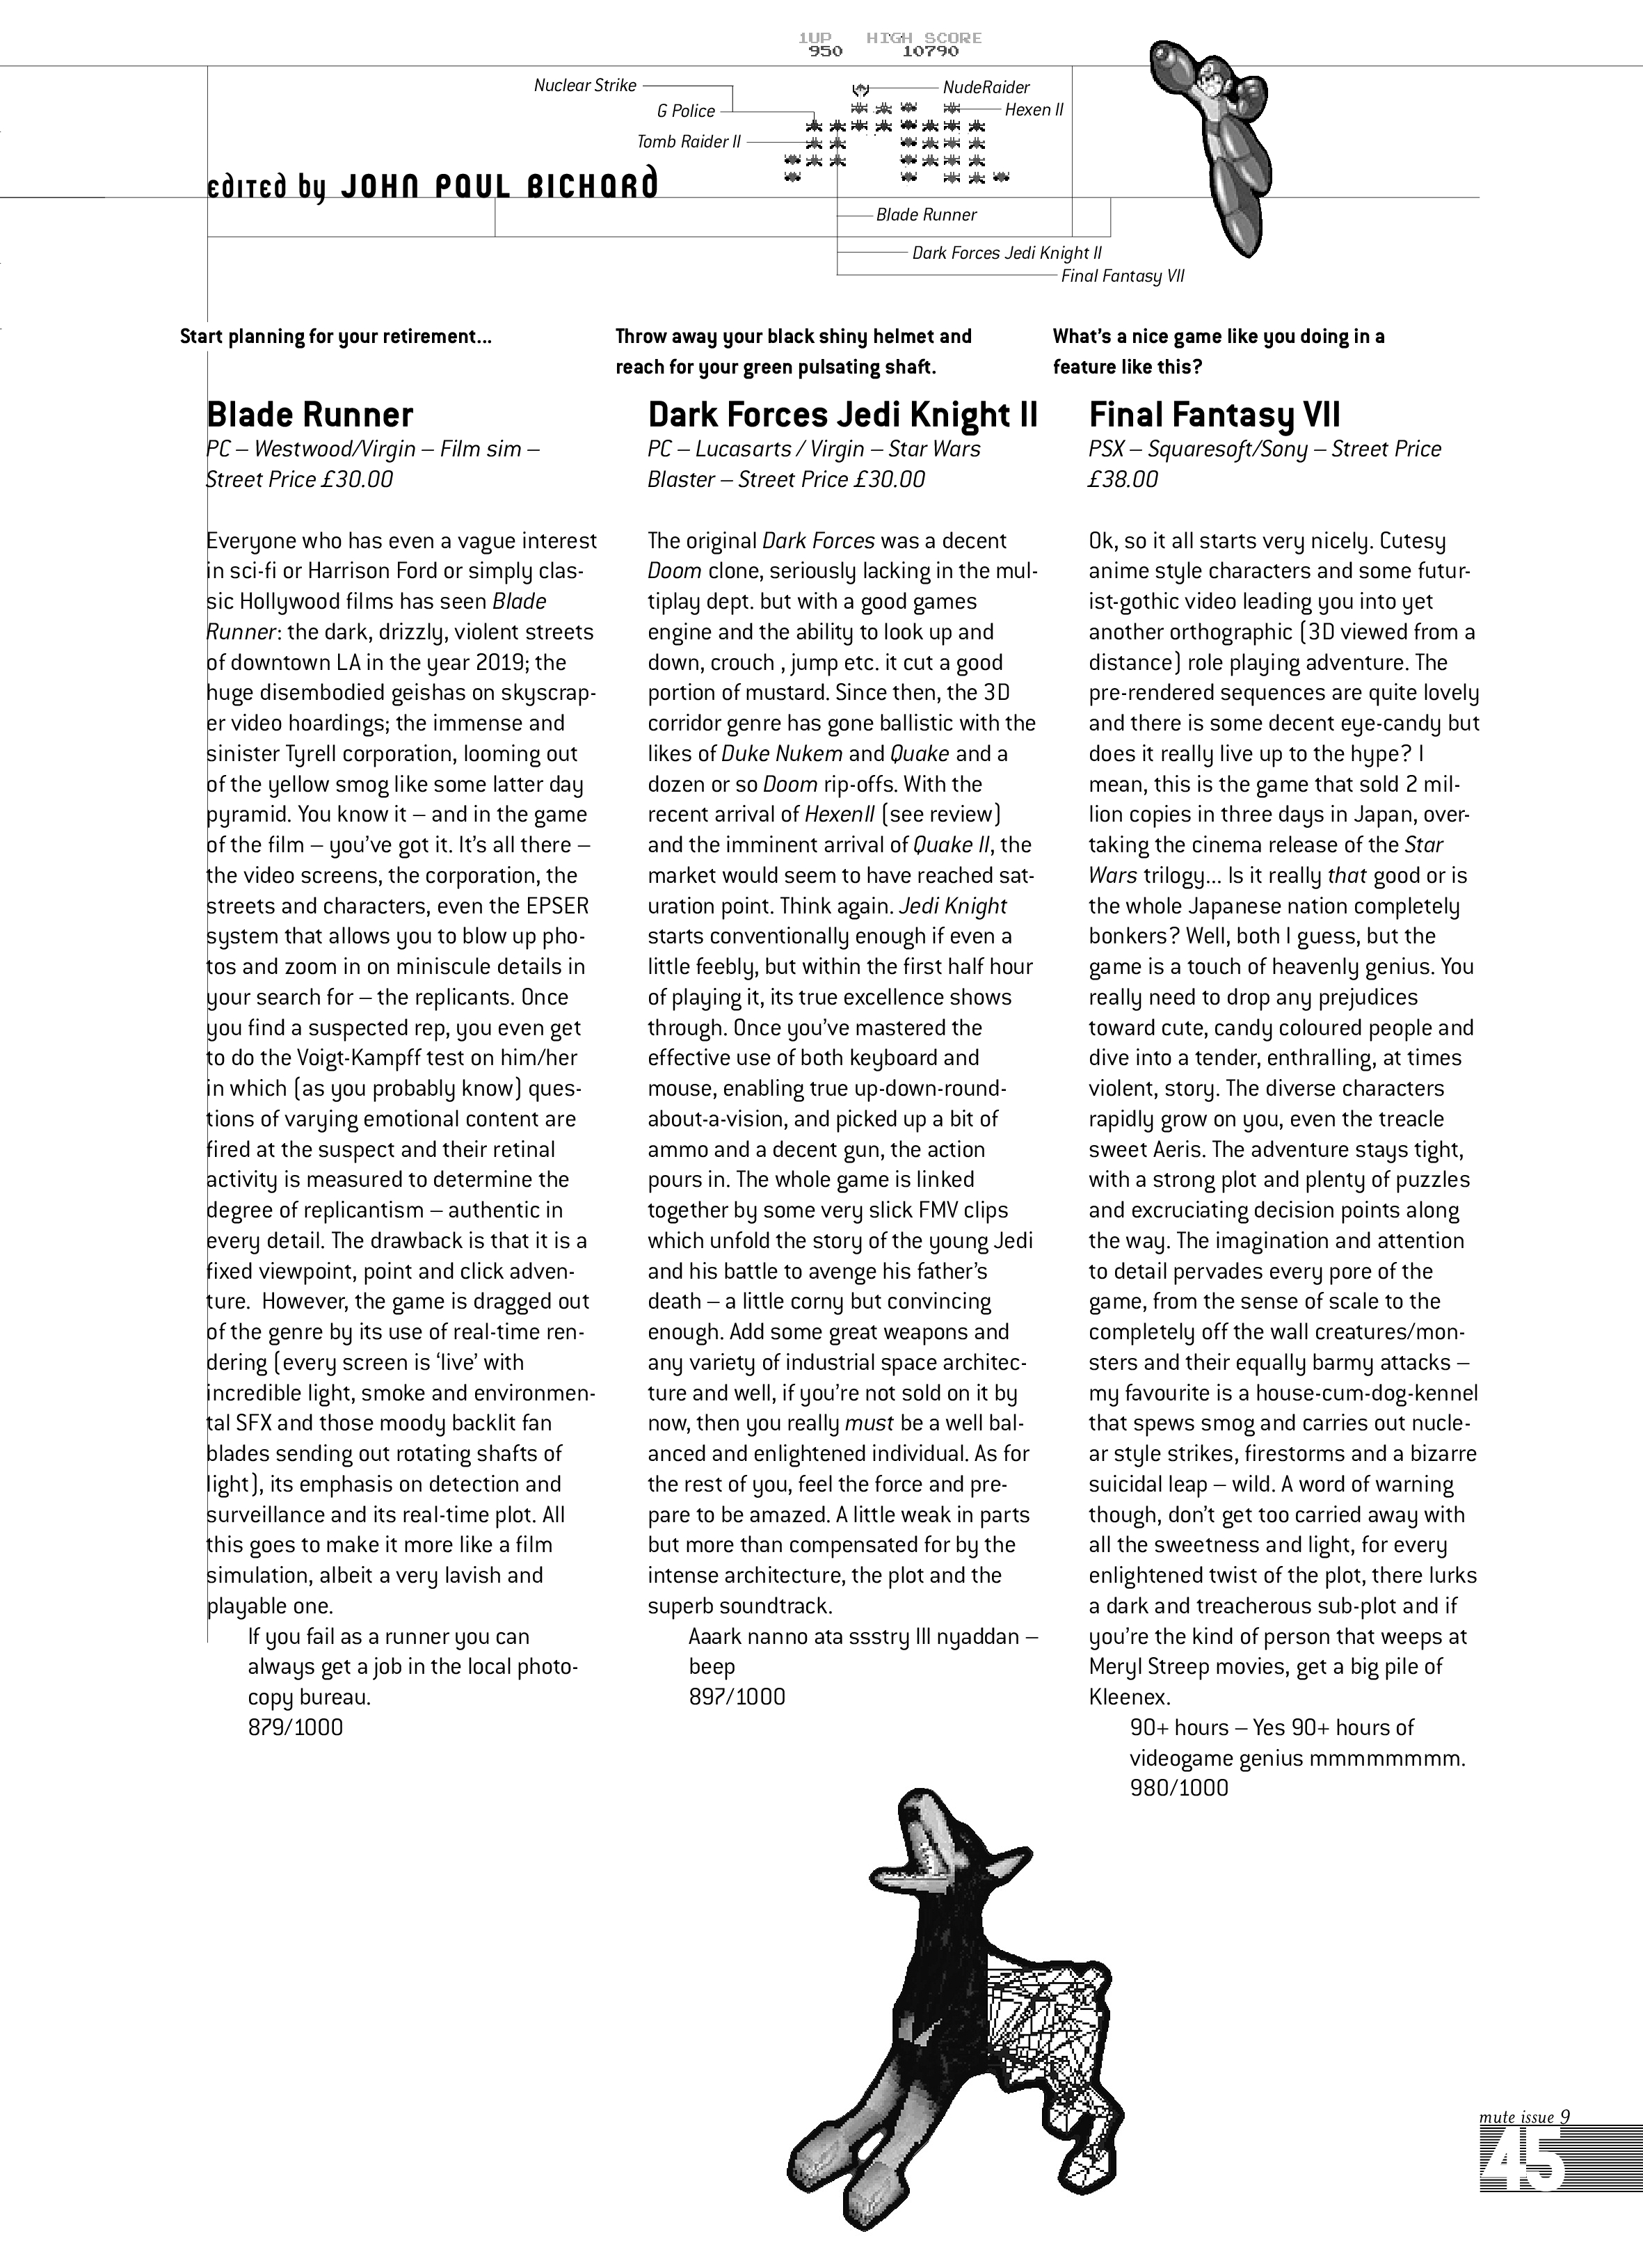 1UP HIGH SCORE
950 10790
Nuclear Strike
G Police
Tomb Raider II
NudeRaider
Hexen II
edited by JOHN PAUL BICHARD
Blade Runner
Dark Forces Jedi Knight II
Final Fantasy VII
Start planning for your retirement...
Blade Runner
PC – Westwood/Virgin – Film sim –
Street Price £30.00
Everyone who has even a vague interest
in sci-fi or Harrison Ford or simply clas-
sic Hollywood films has seen Blade
Runner: the dark, drizzly, violent streets
of downtown LA in the year 2019; the
huge disembodied geishas on skyscrap-
er video hoardings; the immense and
sinister Tyrell corporation, looming out
of the yellow smog like some latter day
pyramid. You know it – and in the game
of the film – you've got it. It's all there –
the video screens, the corporation, the
streets and characters, even the EPSER
system that allows you to blow up pho-
tos and zoom in on miniscule details in
your search for – the replicants. Once
you find a suspected rep, you even get
to do the Voigt-Kampff test on him/her
in which (as you probably know) ques-
tions of varying emotional content are
fired at the suspect and their retinal
activity is measured to determine the
degree of replicantism – authentic in
every detail. The drawback is that it is a
fixed viewpoint, point and click adven-
ture. However, the game is dragged out
of the genre by its use of real-time ren-
dering (every screen is 'live' with
incredible light, smoke and environmen-
tal SFX and those moody backlit fan
blades sending out rotating shafts of
light), its emphasis on detection and
surveillance and its real-time plot. All
this goes to make it more like a film
simulation, albeit a very lavish and
playable one.
If you fail as a runner you can
always get a job in the local photo-
copy bureau.
879/1000
Throw away your black shiny helmet and
reach for your green pulsating shaft.
Dark Forces Jedi Knight II
PC – Lucasarts / Virgin – Star Wars
Blaster – Street Price £30.00
The original Dark Forces was a decent
Doom clone, seriously lacking in the mul-
tiplay dept. but with a good games
engine and the ability to look up and
down, crouch , jump etc. it cut a good
portion of mustard. Since then, the 3D
corridor genre has gone ballistic with the
likes of Duke Nukem and Quake and a
dozen or so Doom rip-offs. With the
recent arrival of HexenII (see review)
and the imminent arrival of Quake II, the
market would seem to have reached sat-
uration point. Think again. Jedi Knight
starts conventionally enough if even a
little feebly, but within the first half hour
of playing it, its true excellence shows
through. Once you've mastered the
effective use of both keyboard and
mouse, enabling true up-down-round-
about-a-vision, and picked up a bit of
ammo and a decent gun, the action
pours in. The whole game is linked
together by some very slick FMV clips
which unfold the story of the young Jedi
and his battle to avenge his father's
death – a little corny but convincing
enough. Add some great weapons and
any variety of industrial space architec-
ture and well, if you're not sold on it by
now, then you really must be a well bal-
anced and enlightened individual. As for
the rest of you, feel the force and pre-
pare to be amazed. A little weak in parts
but more than compensated for by the
intense architecture, the plot and the
superb soundtrack.
Aaark nanno ata ssstry lll nyaddan –
beep
897/1000
What's a nice game like you doing in a
feature like this?
Final Fantasy VII
PSX – Squaresoft/Sony – Street Price
£38.00
Ok, so it all starts very nicely. Cutesy
anime style characters and some futur-
ist-gothic video leading you into yet
another orthographic (3D viewed from a
distance) role playing adventure. The
pre-rendered sequences are quite lovely
and there is some decent eye-candy but
does it really live up to the hype? I
mean, this is the game that sold 2 mil-
lion copies in three days in Japan, over-
taking the cinema release of the Star
Wars trilogy... Is it really that good or is
the whole Japanese nation completely
bonkers? Well, both I guess, but the
game is a touch of heavenly genius. You
really need to drop any prejudices
toward cute, candy coloured people and
dive into a tender, enthralling, at times
violent, story. The diverse characters
rapidly grow on you, even the treacle
sweet Aeris. The adventure stays tight,
with a strong plot and plenty of puzzles
and excruciating decision points along
the way. The imagination and attention
to detail pervades every pore of the
game, from the sense of scale to the
completely off the wall creatures/mon-
sters and their equally barmy attacks –
my favourite is a house-cum-dog-kennel
that spews smog and carries out nucle-
ar style strikes, firestorms and a bizarre
suicidal leap – wild. A word of warning
though, don't get too carried away with
all the sweetness and light, for every
enlightened twist of the plot, there lurks
a dark and treacherous sub-plot and if
you're the kind of person that weeps at
Meryl Streep movies, get a big pile of
Kleenex.
90+ hours – Yes 90+ hours of
videogame genius mmmmmmmm.
980/1000
mute issue 9
45